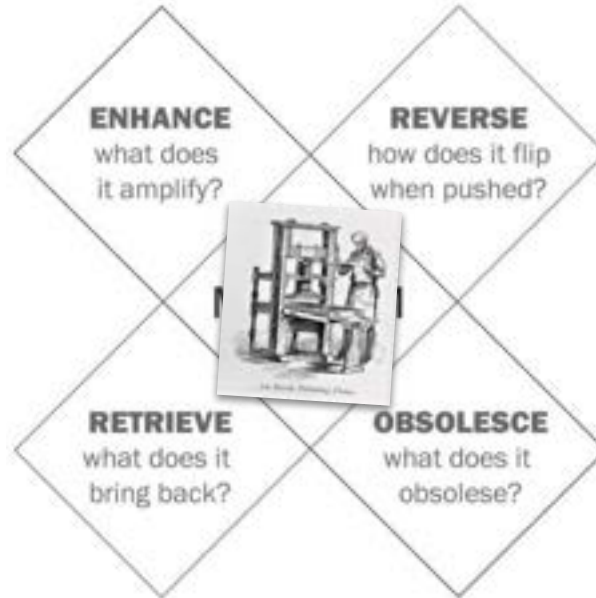 ENHANCE
what does
it amplify?
REVERSE
how does it flip
when pushed?
RETRIEVE
what does it
bring back?
OBSOLESCE
what does it
obsolese?